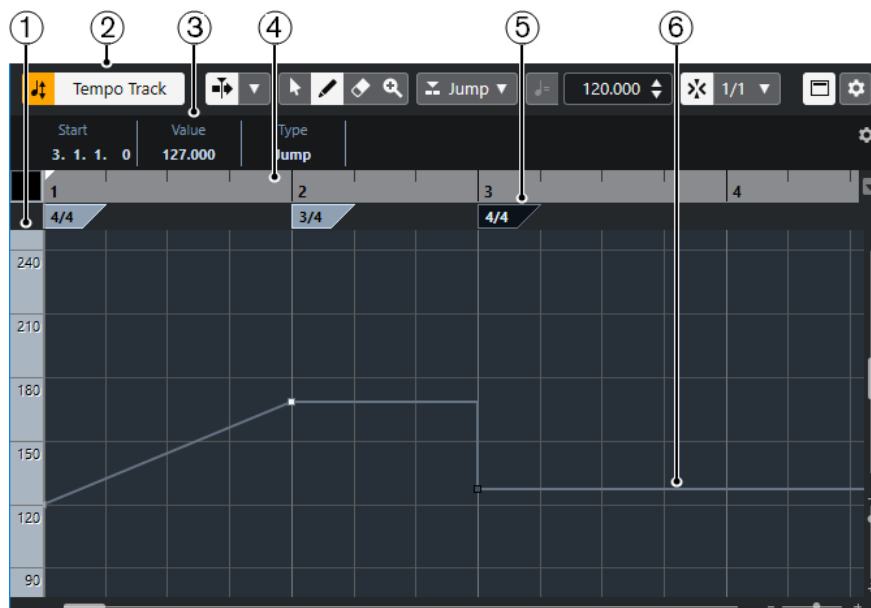 1 2 3 4 5 6
Tempo Track Jump 120.000 1/1
Start Value Type
3. 1. 1. 0 127.000 Jump
1 2 3 4
4/4 3/4 4/4
240
210
180
150
120
90